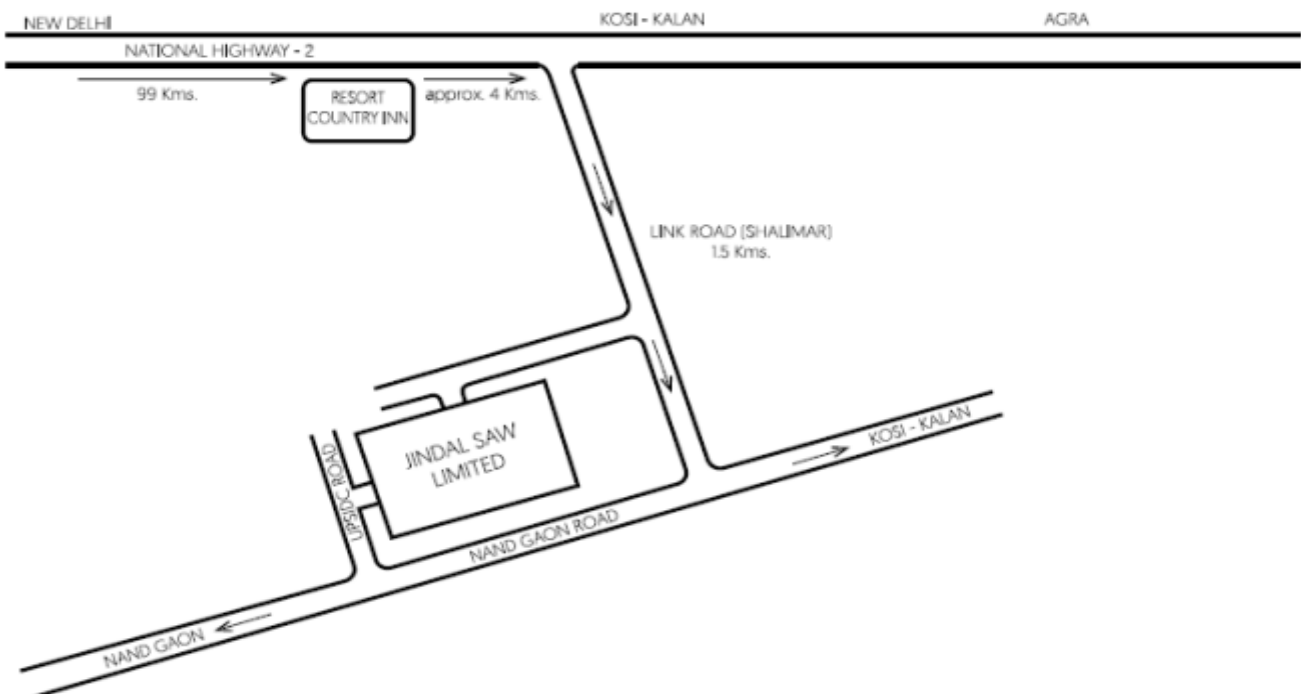 NEW DELHI
KOSI - KALAN
AGRA
NATIONAL HIGHWAY - 2
99 Kms.
RESORT
COUNTRY INN
approx. 4 Kms.
LINK ROAD (SHALIMAR)
1.5 Kms.
JINDAL SAW
LIMITED
UPSIDC ROAD
KOSI - KALAN
NAND GAON ROAD
NAND GAON